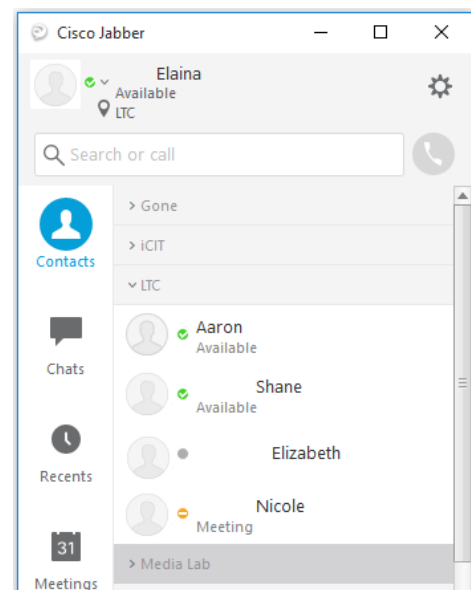 Cisco Jabber
Elaina
Available
LTC
Search or call
Contacts
Chats
Recents
31
Meetings
> Gone
> iCIT
LTC
Aaron
Available
Shane
Available
Elizabeth
Nicole
Meeting
> Media Lab